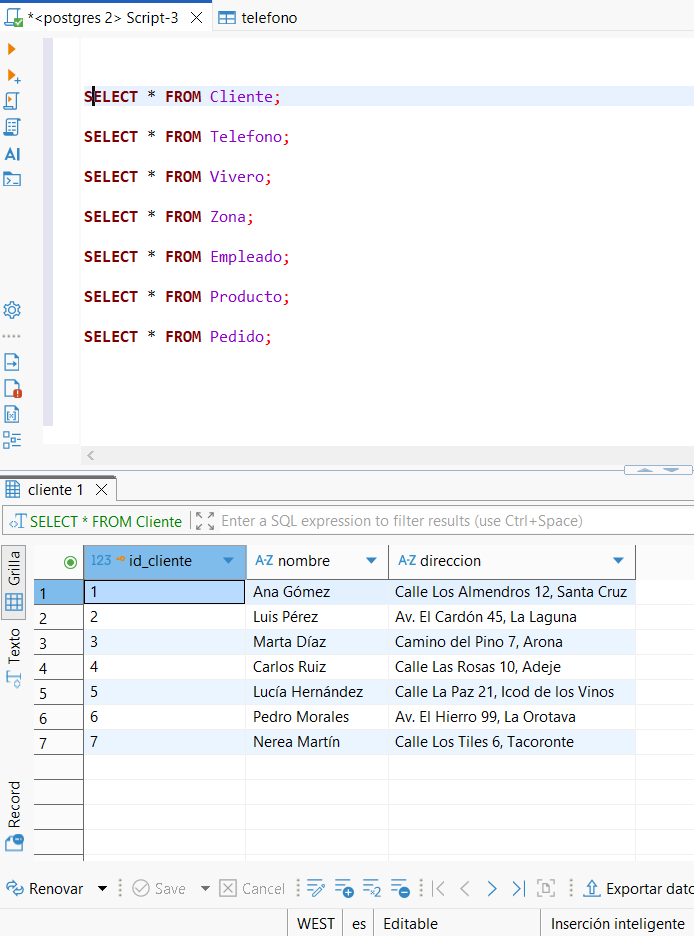 *<postgres 2> Script-3
telefono
SELECT * FROM Cliente;
SELECT * FROM Telefono;
SELECT * FROM Vivero;
SELECT * FROM Zona;
SELECT * FROM Empleado;
SELECT * FROM Producto;
SELECT * FROM Pedido;
AI
cliente 1
SELECT * FROM Cliente
Enter a SQL expression to filter results (use Ctrl+Space)
Grilla
Texto
Record
123 id_cliente A-Z nombre A-Z direccion
1 1 Ana Gómez Calle Los Almendros 12, Santa Cruz
2 2 Luis Pérez Av. El Cardón 45, La Laguna
3 3 Marta Díaz Camino del Pino 7, Arona
4 4 Carlos Ruiz Calle Las Rosas 10, Adeje
5 5 Lucía Hernández Calle La Paz 21, Icod de los Vinos
6 6 Pedro Morales Av. El Hierro 99, La Orotava
7 7 Nerea Martín Calle Los Tiles 6, Tacoronte
Renovar Save Cancel Exportar dato
WEST es Editable Inserción inteligente